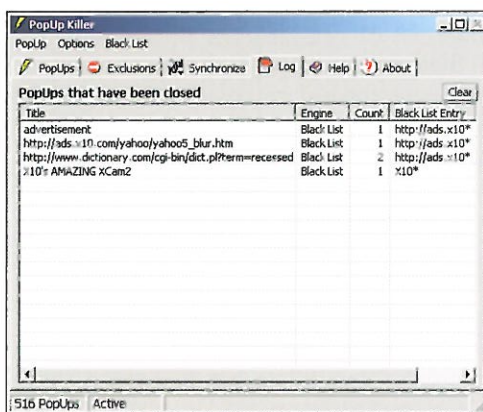 PopUp Killer
PopUp Options Black List
PopUps Exclusions Synchronize Log Help About
PopUps that have been closed Clear
Title Engine Count Black List Entry
advertisement Black List 1 http://ads.x10*
http://ads.x10.com/yahoo/yahoo5_blur.htm Black List 1 http://ads.x10*
http://www.dictionary.com/cgi-bin/dict.pl?term=recessed Black List 2 http://ads.x10*
X10's AMAZING XCam2 Black List 1 X10*
516 PopUps Active